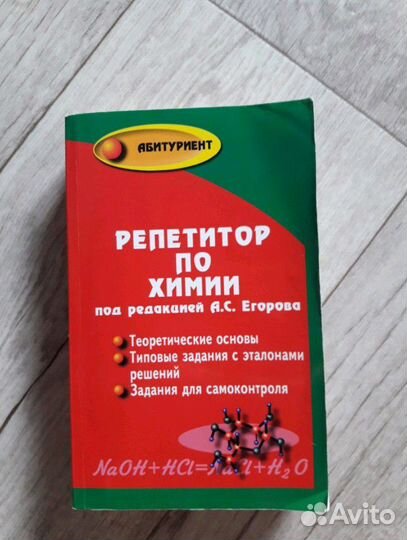 АБИТУРИЕНТ
РЕПЕТИТОР
ПО
ХИМИИ
под редакцией А.С. Егорова
Теоретические основы
Типовые задания с эталонами
решений
Задания для самоконтроля
NaOH+HCl=NaCl+H₂O
Avito